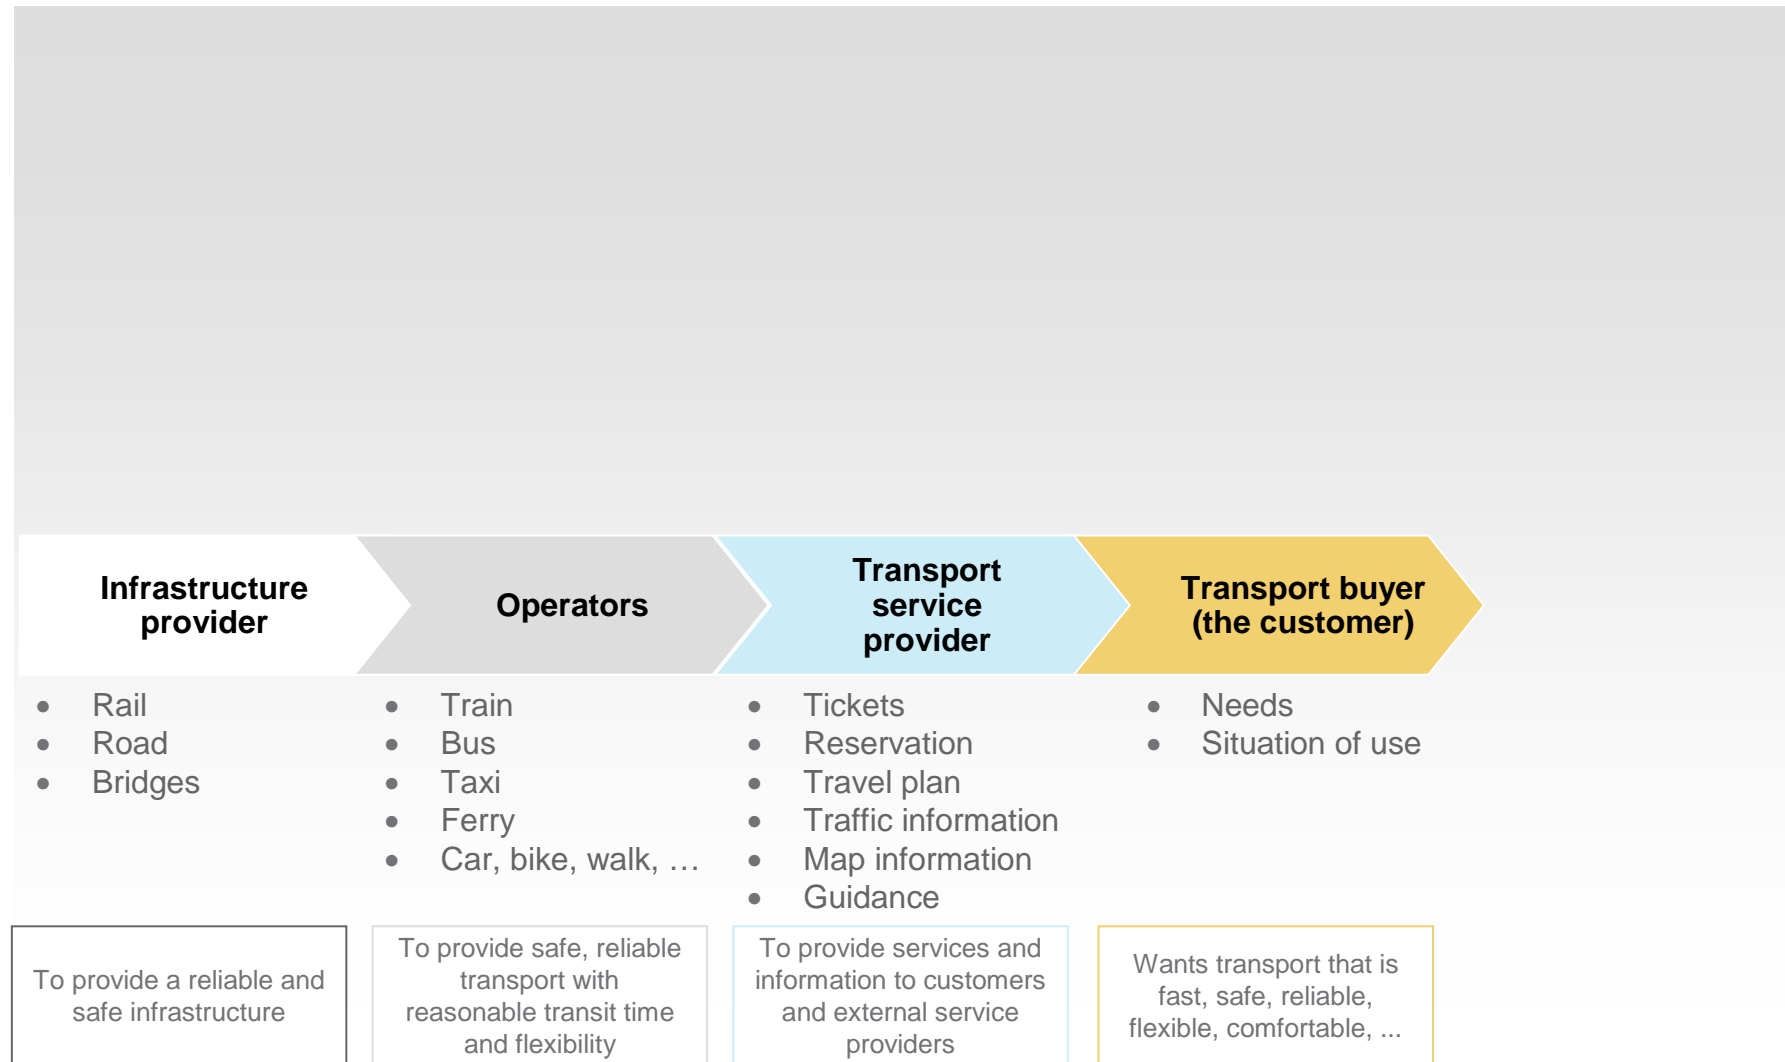 Infrastructure
provider
Operators
Transport
service
provider
Transport buyer
(the customer)
• Rail
• Road
• Bridges
• Train
• Bus
• Taxi
• Ferry
• Car, bike, walk, …
• Tickets
• Reservation
• Travel plan
• Traffic information
• Map information
• Guidance
• Needs
• Situation of use
To provide a reliable and
safe infrastructure
To provide safe, reliable
transport with
reasonable transit time
and flexibility
To provide services and
information to customers
and external service
providers
Wants transport that is
fast, safe, reliable,
flexible, comfortable, ...